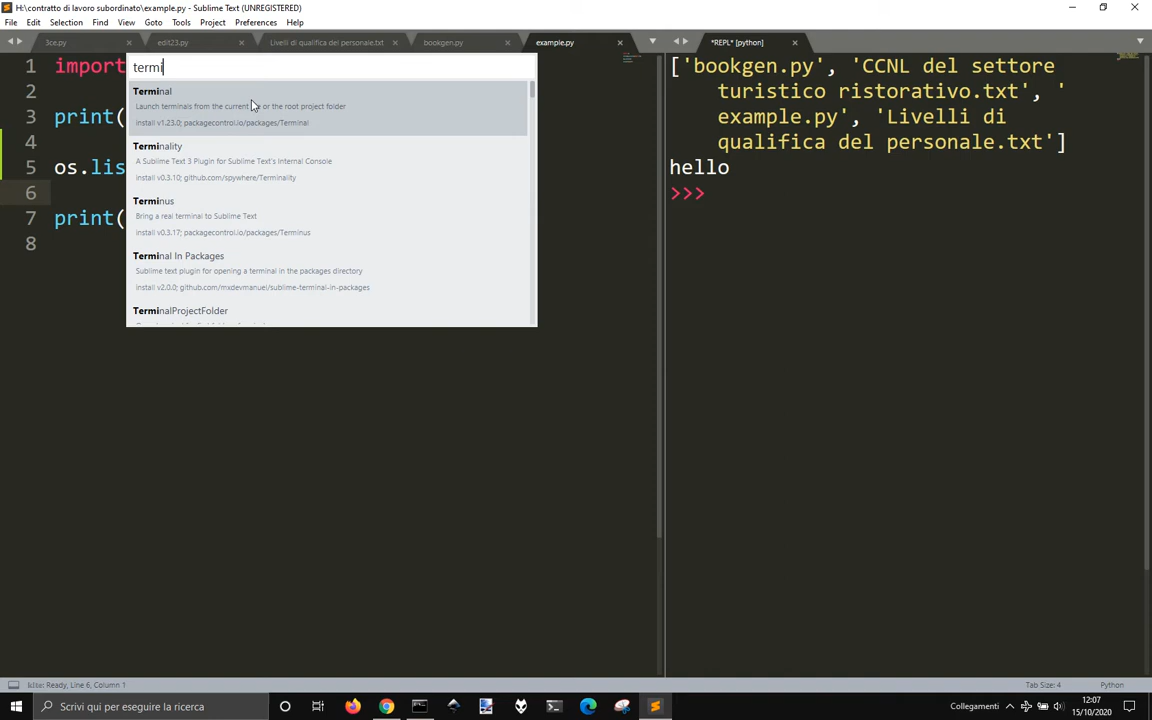 H:\contratto di lavoro subordinato\example.py - Sublime Text (UNREGISTERED)
File Edit Selection Find View Goto Tools Project Preferences Help
3ce.py edit23.py Livelli di qualifica del personale.txt bookgen.py example.py *REPL* [python]
1 import
2
3 print(
4
5 os.lis
6
7 print(
8
termi
Terminal
Launch terminals from the current or the root project folder
install v1.23.0; packagecontrol.io/packages/Terminal
Terminality
A Sublime Text 3 Plugin for Sublime Text's Internal Console
install v0.3.10; github.com/spywhere/Terminality
Terminus
Bring a real terminal to Sublime Text
install v0.3.17; packagecontrol.io/packages/Terminus
Terminal In Packages
Sublime text plugin for opening a terminal in the packages directory
install v2.0.0; github.com/mxdevmanuel/sublime-terminal-in-packages
TerminalProjectFolder
['bookgen.py', 'CCNL del settore
turistico ristorativo.txt', '
example.py', 'Livelli di
qualifica del personale.txt']
hello
>>>
Ready, Line 6, Column 1
Tab Size: 4
Python
Scrivi qui per eseguire la ricerca
Collegamenti
12:07
15/10/2020